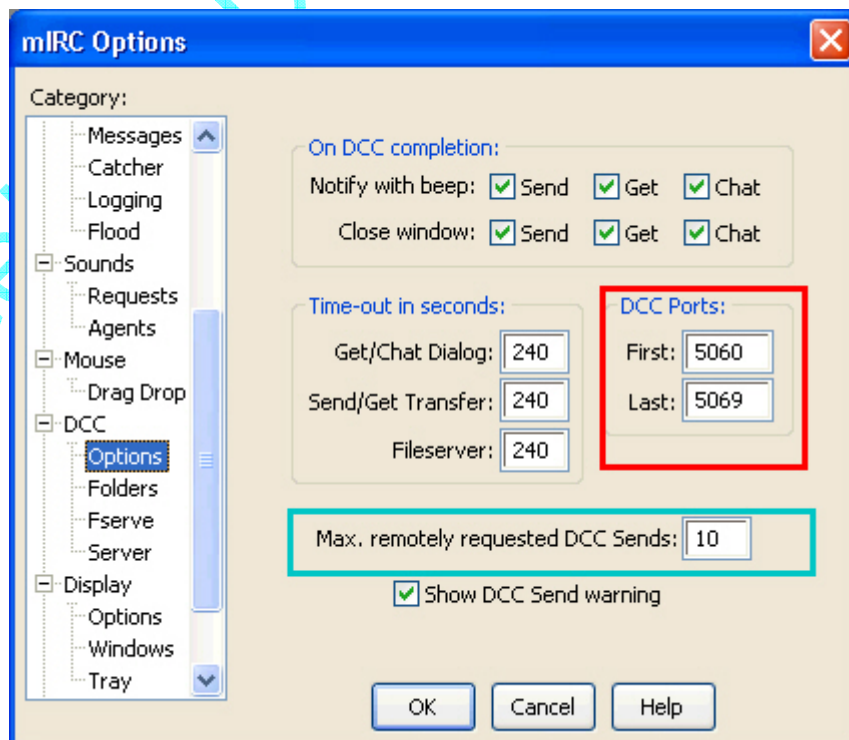 mIRC Options
Category:
Messages
Catcher
Logging
Flood
Sounds
Requests
Agents
Mouse
Drag Drop
DCC
Options
Folders
Fserve
Server
Display
Options
Windows
Tray
On DCC completion:
Notify with beep: Send Get Chat
Close window: Send Get Chat
Time-out in seconds:
Get/Chat Dialog: 240
Send/Get Transfer: 240
Fileserver: 240
DCC Ports:
First: 5060
Last: 5069
Max. remotely requested DCC Sends: 10
Show DCC Send warning
OK Cancel Help